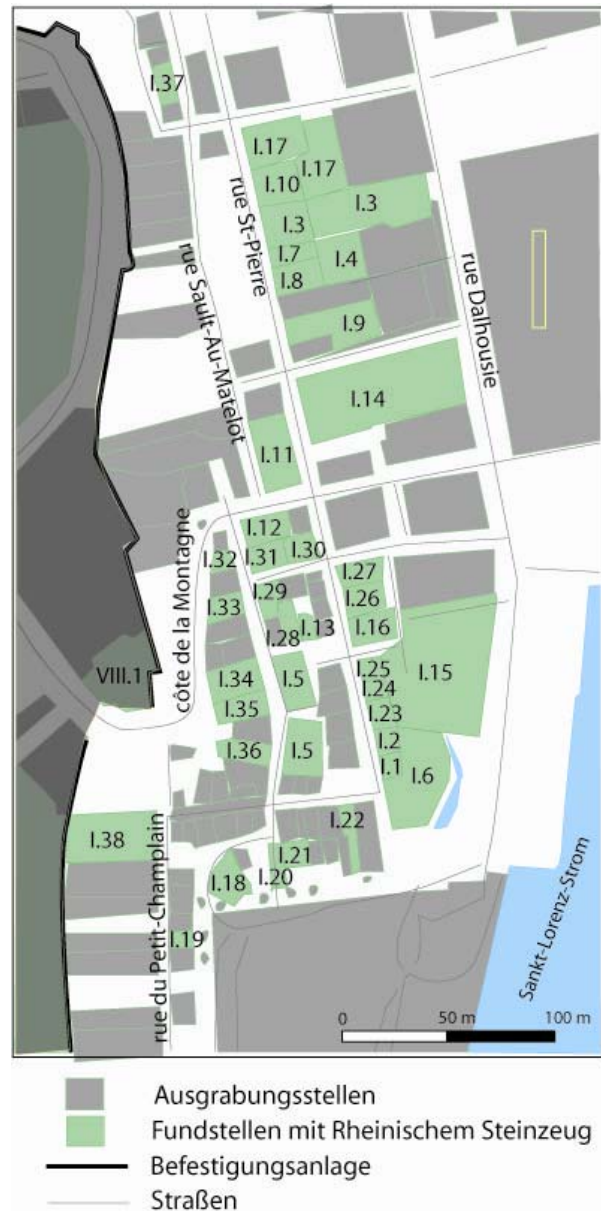 I.37
I.17
I.17
I.10
I.3
I.3
I.7
I.4
I.8
I.9
rue St-Pierre
rue Sault-Au-Matelot
rue Dalhousie
I.14
I.11
I.12
I.32
I.31
I.30
I.27
I.29
I.26
I.33
I.13
I.28
I.16
côte de la Montagne
VIII.1
I.34
I.5
I.25
I.15
I.24
I.35
I.23
I.36
I.5
I.2
I.1
I.6
I.38
I.22
I.21
I.18
I.20
I.19
rue du Petit-Champlain
Sankt-Lorenz-Strom
0 50 m 100 m
Ausgrabungsstellen
Fundstellen mit Rheinischem Steinzeug
Befestigungsanlage
Straßen